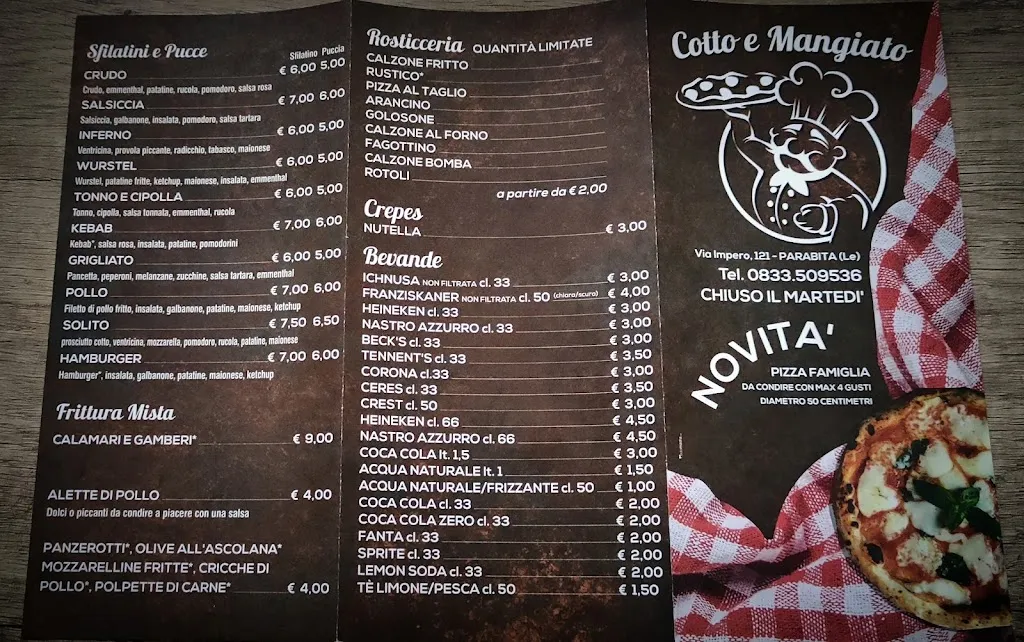 Sfilatini e Pucce
Sfilatino Puccia
CRUDO € 6,00 5,00
Crudo, emmenthal, patatine, rucola, pomodoro, salsa rosa
SALSICCIA € 7,00 6,00
Salsiccia, galbanone, insalata, pomodoro, salsa tartara
INFERNO € 6,00 5,00
Ventricina, provola piccante, radicchio, tabasco, maionese
WURSTEL € 6,00 5,00
Wurstel, patatine fritte, ketchup, maionese, insalata, emmenthal
TONNO E CIPOLLA € 6,00 5,00
Tonno, cipolla, salsa tonnata, emmenthal, rucola
KEBAB € 7,00 6,00
Kebab*, salsa rosa, insalata, patatine, pomodorini
GRIGLIATO € 6,00 5,00
Pancetta, peperoni, melanzane, zucchine, salsa tartara, emmenthal
POLLO € 7,00 6,00
Filetto di pollo fritto, insalata, galbanone, patatine, maionese, ketchup
SOLITO € 7,50 6,50
prosciutto cotto, ventricina, mozzarella, pomodoro, rucola, patatine, maionese
HAMBURGER € 7,00 6,00
Hamburger*, insalata, galbanone, patatine, maionese, ketchup
Frittura Mista
CALAMARI E GAMBERI* € 9,00
ALETTE DI POLLO € 4,00
Dolci o piccanti da condire a piacere con una salsa
PANZEROTTI*, OLIVE ALL'ASCOLANA*
MOZZARELLINE FRITTE*, CRICCHE DI
POLLO*, POLPETTE DI CARNE* € 4,00
Rosticceria QUANTITÀ LIMITATE
CALZONE FRITTO
RUSTICO*
PIZZA AL TAGLIO
ARANCINO
GOLOSONE
CALZONE AL FORNO
FAGOTTINO
CALZONE BOMBA
ROTOLI
a partire da € 2,00
Crepes
NUTELLA € 3,00
Bevande
ICHNUSA NON FILTRATA cl. 33 € 3,00
FRANZISKANER NON FILTRATA cl. 50 (chiara/scura) € 4,00
HEINEKEN cl. 33 € 3,00
NASTRO AZZURRO cl. 33 € 3,00
BECK'S cl. 33 € 3,00
TENNENT'S cl. 33 € 3,50
CORONA cl.33 € 3,00
CERES cl. 33 € 3,50
CREST cl. 50 € 3,00
HEINEKEN cl. 66 € 4,50
NASTRO AZZURRO cl. 66 € 4,50
COCA COLA lt. 1,5 € 3,00
ACQUA NATURALE lt. 1 € 1,50
ACQUA NATURALE/FRIZZANTE cl. 50 € 1,00
COCA COLA cl. 33 € 2,00
COCA COLA ZERO cl. 33 € 2,00
FANTA cl. 33 € 2,00
SPRITE cl. 33 € 2,00
LEMON SODA cl. 33 € 2,00
TÈ LIMONE/PESCA cl. 50 € 1,50
Cotto e Mangiato
Via Impero, 121 - PARABITA (Le)
Tel. 0833.509536
CHIUSO IL MARTEDI'
NOVITA'
PIZZA FAMIGLIA
DA CONDIRE CON MAX 4 GUSTI
DIAMETRO 50 CENTIMETRI